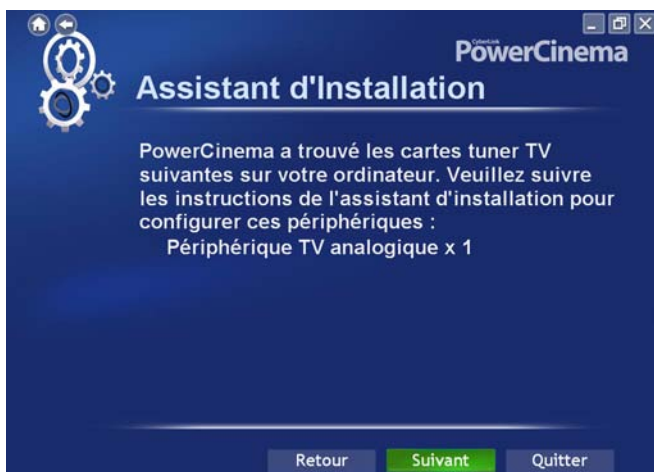 CyberLink
PowerCinema
Assistant d'Installation
PowerCinema a trouvé les cartes tuner TV
suivantes sur votre ordinateur. Veuillez suivre
les instructions de l'assistant d'installation pour
configurer ces périphériques :
Périphérique TV analogique x 1
Retour Suivant Quitter